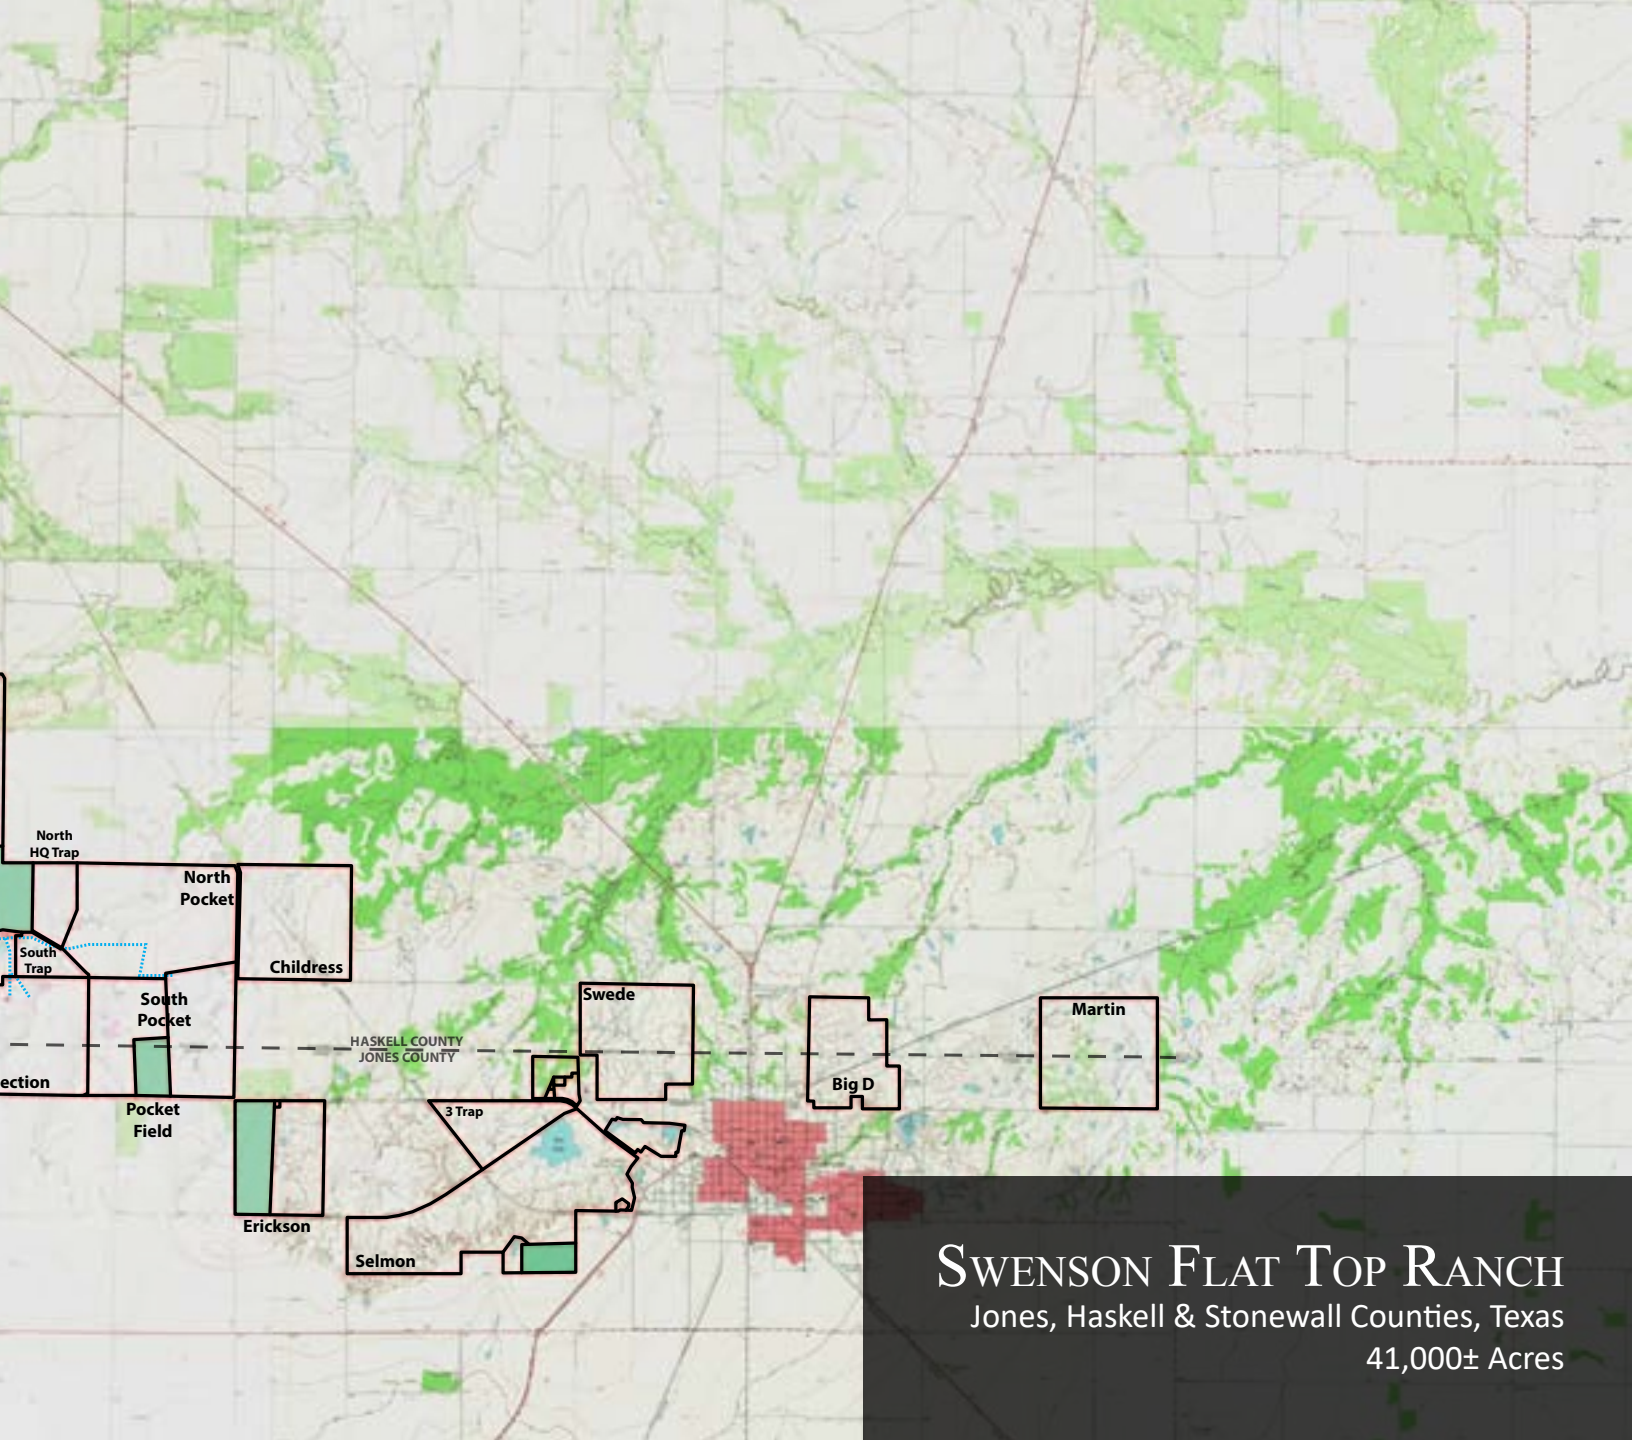 North
HQ Trap
North
Pocket
South
Trap
Childress
South
Pocket
Swede
Martin
HASKELL COUNTY
JONES COUNTY
ection
Big D
Pocket
Field
3 Trap
Erickson
Selmon
Swenson Flat Top Ranch
Jones, Haskell & Stonewall Counties, Texas
41,000± Acres